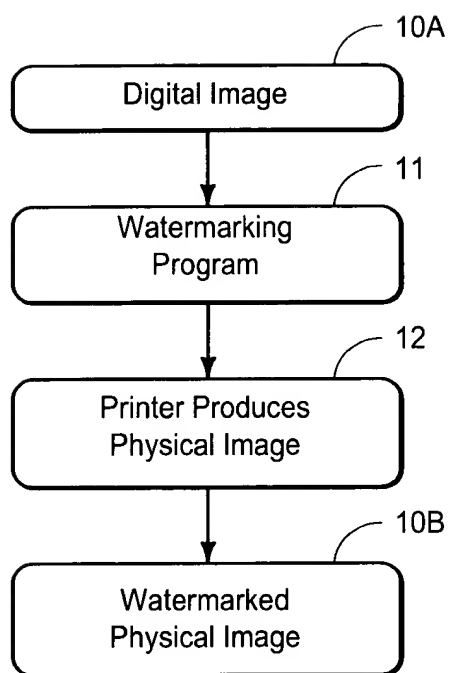 10A
Digital Image
11
Watermarking
Program
12
Printer Produces
Physical Image
10B
Watermarked
Physical Image